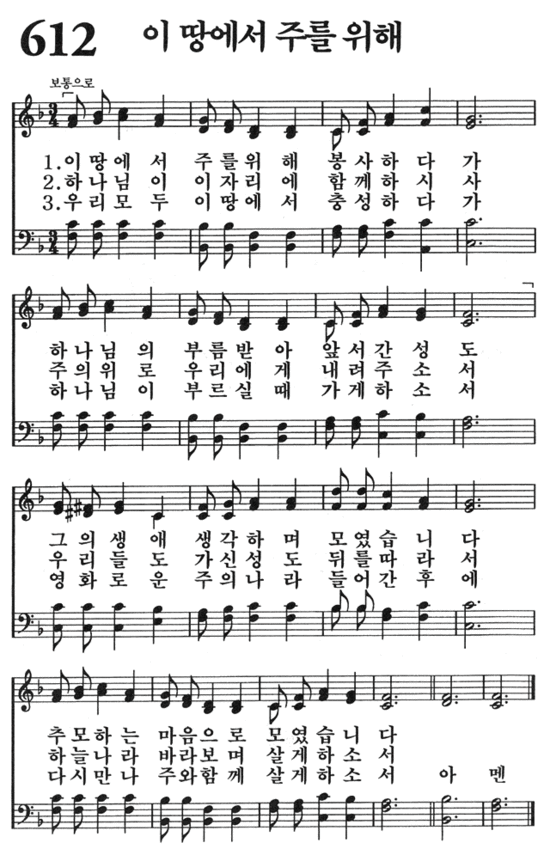 612 이 땅에서 주를 위해
보통으로
1. 이 땅 에 서 주 를 위 해 봉 사 하 다 가
2. 하 나 님 이 이 자 리 에 함 께 하 시 사
3. 우 리 모 두 이 땅 에 서 충 성 하 다 가
하 나 님 의 부 름 받 아 앞 서 간 성 도
주 의 위 로 우 리 에 게 내 려 주 소 서
하 나 님 이 부 르 실 때 가 게 하 소 서
그 의 생 애 생 각 하 며 모 였 습 니 다
우 리 들 도 가 신 성 도 뒤 를 따 라 서
영 화 로 운 주 의 나 라 들 어 간 후 에
추 모 하 는 마 음 으 로 모 였 습 니 다
하 늘 나 라 바 라 보 며 살 게 하 소 서
다 시 만 나 주 와 함 께 살 게 하 소 서 아 멘